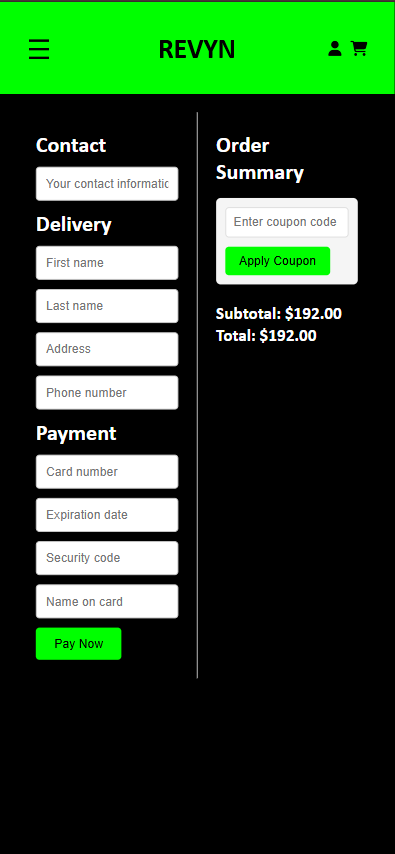 REVYN
Contact
Your contact informatic
Delivery
First name
Last name
Address
Phone number
Payment
Card number
Expiration date
Security code
Name on card
Pay Now
Order
Summary
Enter coupon code
Apply Coupon
Subtotal: $192.00
Total: $192.00